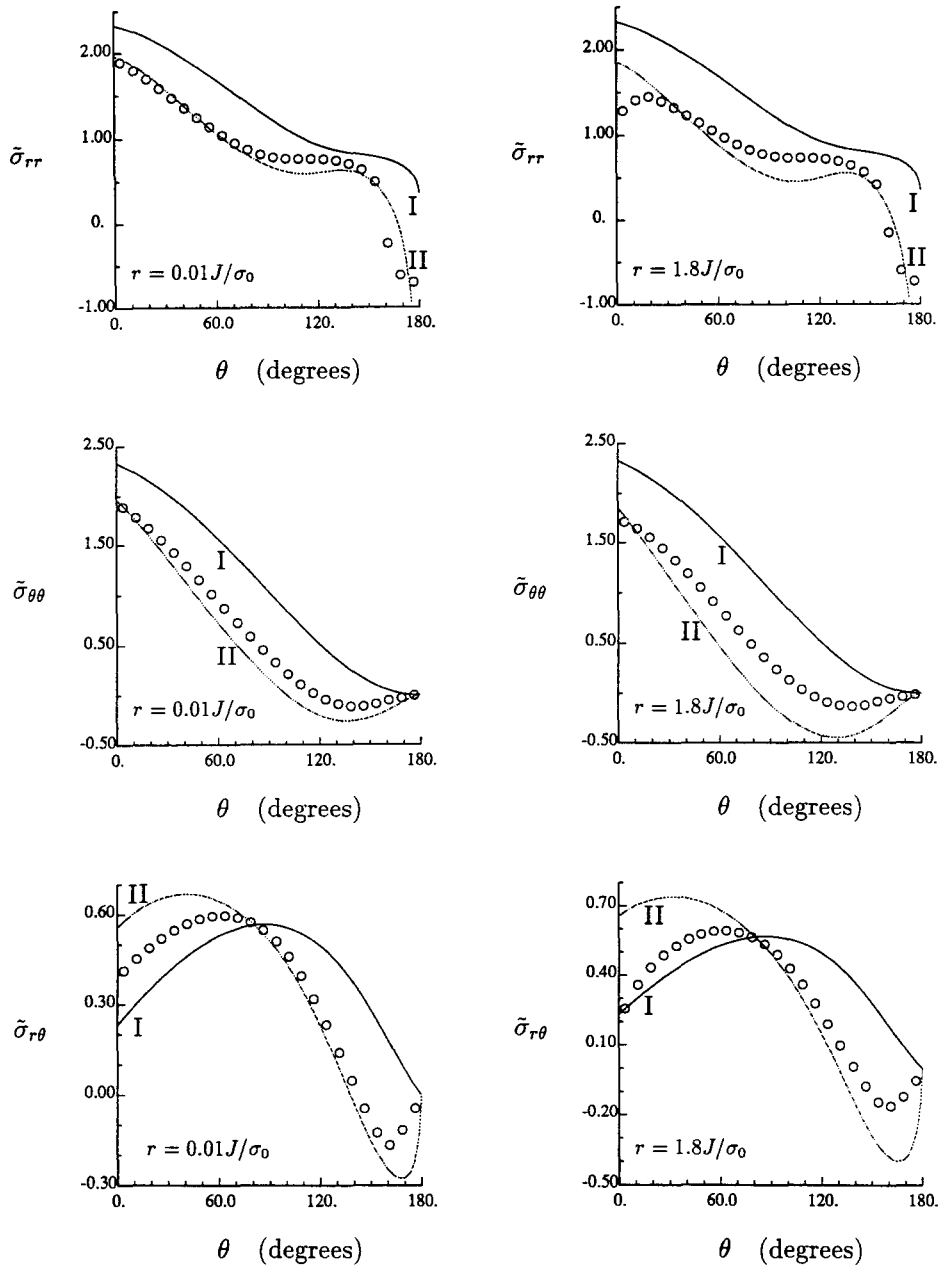 2.00
1.00
0.
-1.00
σ̃rr
I
II
r = 0.01J/σ0
0. 60.0 120. 180.
θ (degrees)
2.00
1.00
0.
-1.00
σ̃rr
I
II
r = 1.8J/σ0
0. 60.0 120. 180.
θ (degrees)
2.50
1.50
0.50
-0.50
σ̃θθ
I
II
r = 0.01J/σ0
0. 60.0 120. 180.
θ (degrees)
2.50
1.50
0.50
-0.50
σ̃θθ
I
II
r = 1.8J/σ0
0. 60.0 120. 180.
θ (degrees)
0.60
0.30
0.00
-0.30
σ̃rθ
II
I
r = 0.01J/σ0
0. 60.0 120. 180.
θ (degrees)
0.70
0.40
0.10
-0.20
-0.50
σ̃rθ
II
I
r = 1.8J/σ0
0. 60.0 120. 180.
θ (degrees)